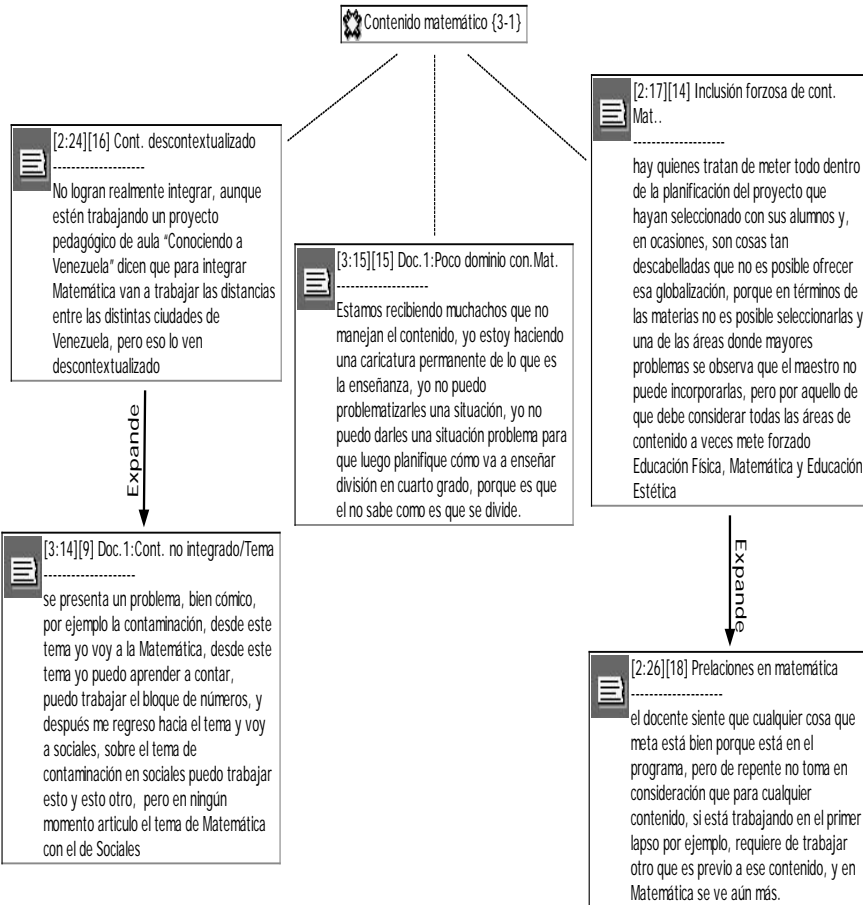 Contenido matemático {3-1}
[2:24][16] Cont. descontextualizado
--------------------
No logran realmente integrar, aunque
estén trabajando un proyecto
pedagógico de aula "Conociendo a
Venezuela" dicen que para integrar
Matemática van a trabajar las distancias
entre las distintas ciudades de
Venezuela, pero eso lo ven
descontextualizado
Expande
[3:14][9] Doc.1:Cont. no integrado/Tema
--------------------
se presenta un problema, bien cómico,
por ejemplo la contaminación, desde este
tema yo voy a la Matemática, desde este
tema yo puedo aprender a contar,
puedo trabajar el bloque de números, y
después me regreso hacia el tema y voy
a sociales, sobre el tema de
contaminación en sociales puedo trabajar
esto y esto otro, pero en ningún
momento articulo el tema de Matemática
con el de Sociales
[3:15][15] Doc.1:Poco dominio con.Mat.
--------------------
Estamos recibiendo muchachos que no
manejan el contenido, yo estoy haciendo
una caricatura permanente de lo que es
la enseñanza, yo no puedo
problematizarles una situación, yo no
puedo darles una situación problema para
que luego planifique cómo va a enseñar
división en cuarto grado, porque es que
el no sabe como es que se divide.
[2:17][14] Inclusión forzosa de cont.
Mat..
--------------------
hay quienes tratan de meter todo dentro
de la planificación del proyecto que
hayan seleccionado con sus alumnos y,
en ocasiones, son cosas tan
descabelladas que no es posible ofrecer
esa globalización, porque en términos de
las materias no es posible seleccionarlas y
una de las áreas donde mayores
problemas se observa que el maestro no
puede incorporarlas, pero por aquello de
que debe considerar todas las áreas de
contenido a veces mete forzado
Educación Física, Matemática y Educación
Estética
Expande
[2:26][18] Prelaciones en matemática
--------------------
el docente siente que cualquier cosa que
meta está bien porque está en el
programa, pero de repente no toma en
consideración que para cualquier
contenido, si está trabajando en el primer
lapso por ejemplo, requiere de trabajar
otro que es previo a ese contenido, y en
Matemática se ve aún más.